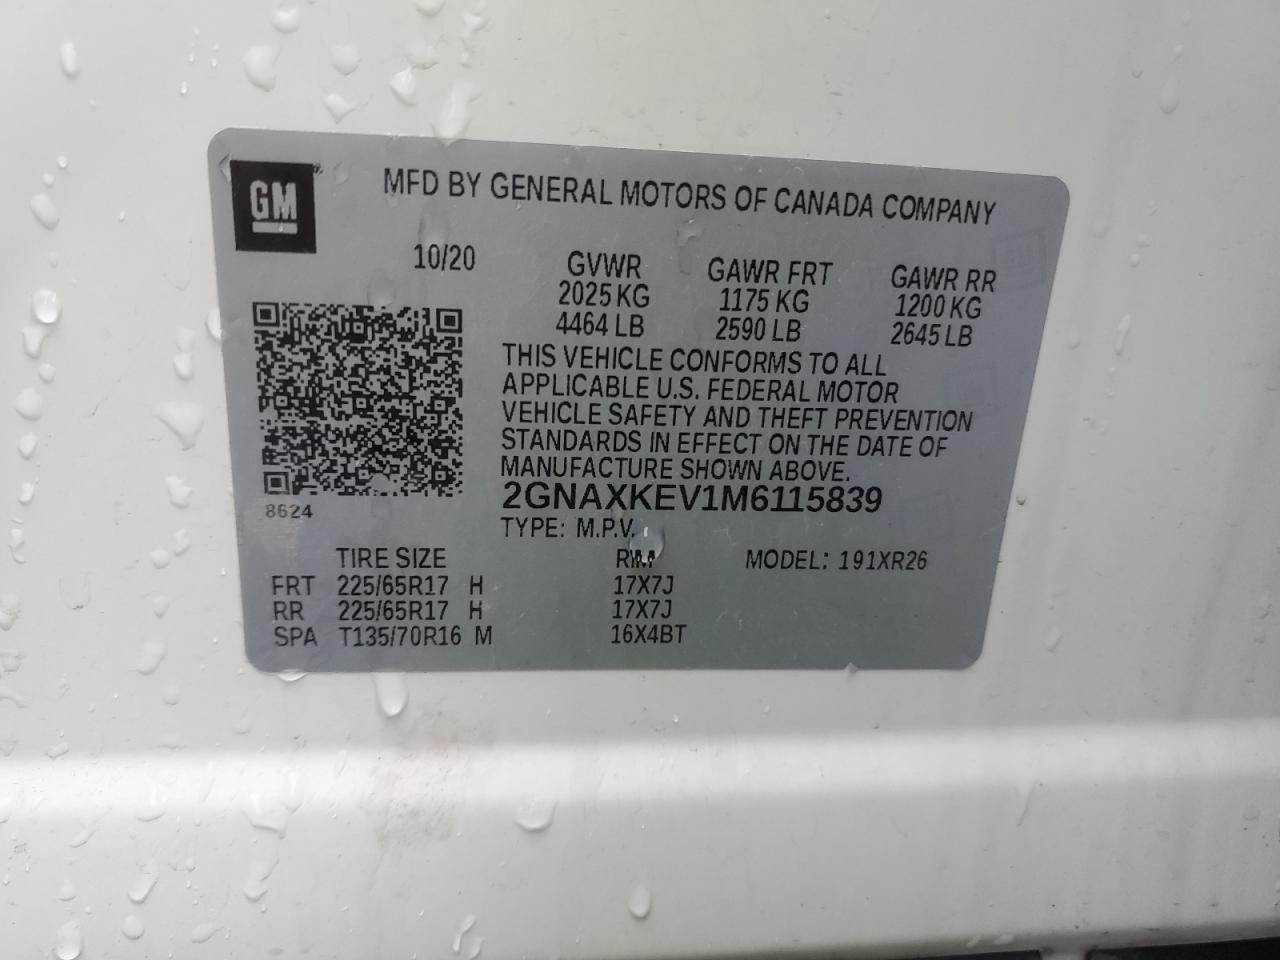 GM
MFD BY GENERAL MOTORS OF CANADA COMPANY
10/20
GVWR GAWR FRT GAWR RR
2025 KG 1175 KG 1200 KG
4464 LB 2590 LB 2645 LB
THIS VEHICLE CONFORMS TO ALL
APPLICABLE U.S. FEDERAL MOTOR
VEHICLE SAFETY AND THEFT PREVENTION
STANDARDS IN EFFECT ON THE DATE OF
MANUFACTURE SHOWN ABOVE.
2GNAXKEV1M6115839
8624
TYPE: M.P.V.
TIRE SIZE RIM MODEL: 191XR26
FRT 225/65R17 H 17X7J
RR 225/65R17 H 17X7J
SPA T135/70R16 M 16X4BT